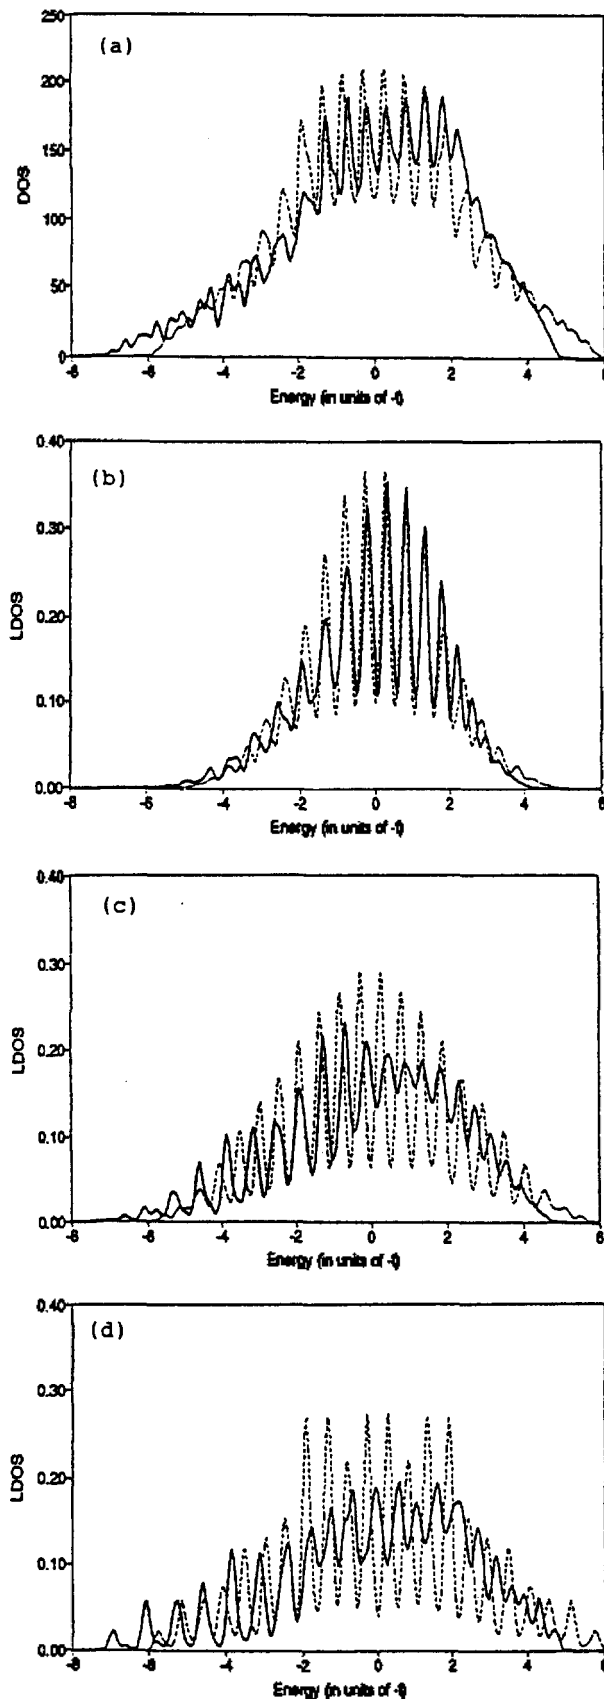 250
(a)
200
150
DOS
100
50
0
-8 -6 -4 -2 0 2 4 6
Energy (in units of -t)
0.40
(b)
0.30
LDOS
0.20
0.10
0.00
-8 -6 -4 -2 0 2 4 6
Energy (in units of -t)
0.40
(c)
0.30
LDOS
0.20
0.10
0.00
-8 -6 -4 -2 0 2 4 6
Energy (in units of -t)
0.40
(d)
0.30
LDOS
0.20
0.10
0.00
-8 -6 -4 -2 0 2 4 6
Energy (in units of -t)